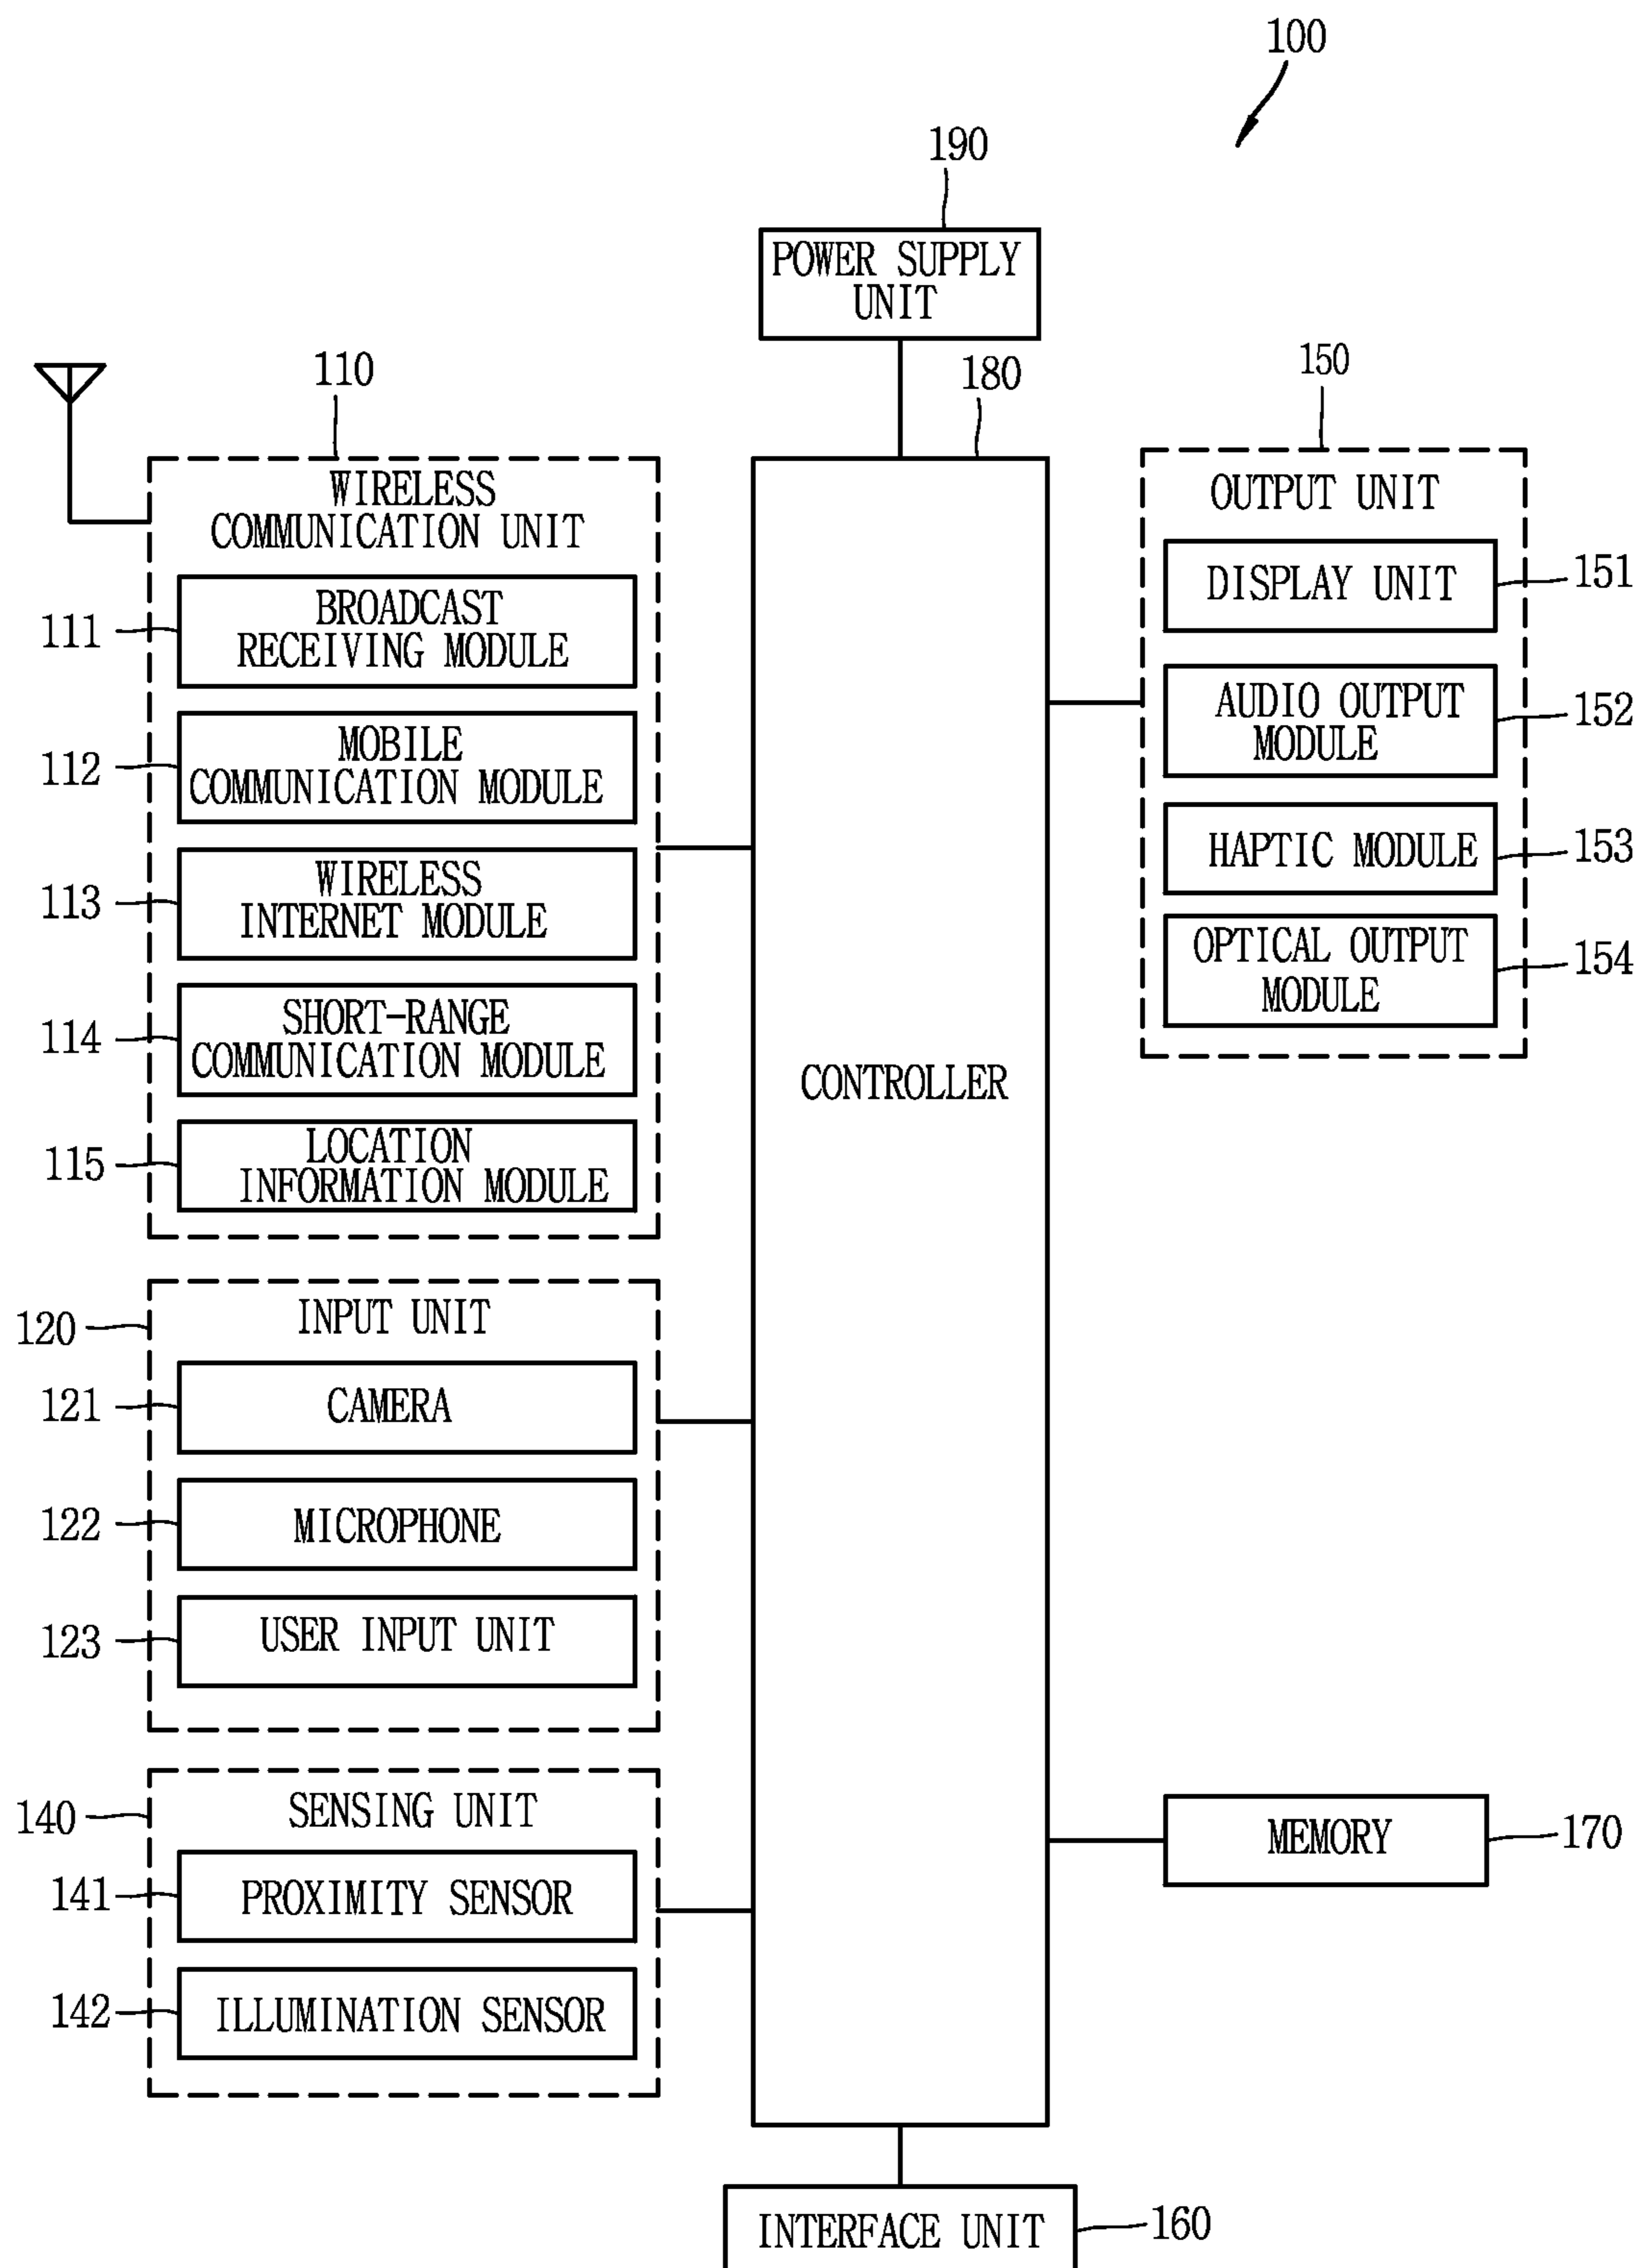 100
190
POWER SUPPLY
UNIT
110
180
150
WIRELESS
COMMUNICATION UNIT
111
BROADCAST
RECEIVING MODULE
112
MOBILE
COMMUNICATION MODULE
113
WIRELESS
INTERNET MODULE
114
SHORT-RANGE
COMMUNICATION MODULE
115
LOCATION
INFORMATION MODULE
120
INPUT UNIT
121
CAMERA
122
MICROPHONE
123
USER INPUT UNIT
140
SENSING UNIT
141
PROXIMITY SENSOR
142
ILLUMINATION SENSOR
CONTROLLER
OUTPUT UNIT
DISPLAY UNIT
151
AUDIO OUTPUT
MODULE
152
HAPTIC MODULE
153
OPTICAL OUTPUT
MODULE
154
MEMORY
170
INTERFACE UNIT
160